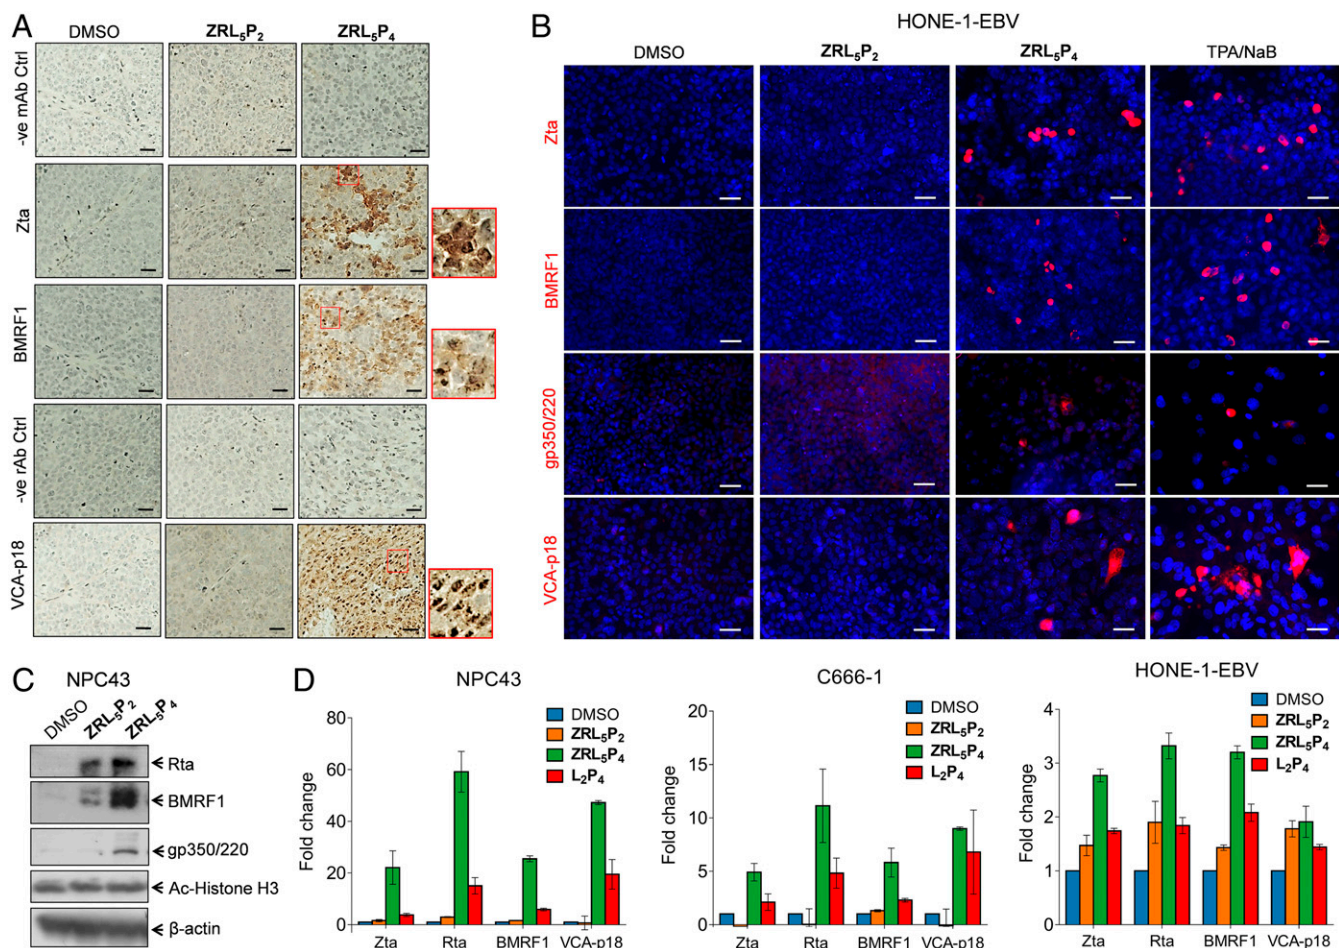 A
DMSO
ZRL₅P₂
ZRL₅P₄
-ve mAb Ctrl
Zta
BMRF1
-ve rAb Ctrl
VCA-p18
B
HONE-1-EBV
DMSO
ZRL₅P₂
ZRL₅P₄
TPA/NaB
Zta
BMRF1
gp350/220
VCA-p18
C
NPC43
DMSO
ZRL₅P₂
ZRL₅P₄
Rta
BMRF1
gp350/220
Ac-Histone H3
β-actin
D
NPC43
Fold change
80
60
40
20
0
DMSO
ZRL₅P₂
ZRL₅P₄
L₂P₄
Zta
Rta
BMRF1
VCA-p18
C666-1
Fold change
20
15
10
5
0
DMSO
ZRL₅P₂
ZRL₅P₄
L₂P₄
Zta
Rta
BMRF1
VCA-p18
HONE-1-EBV
Fold change
4
3
2
1
0
DMSO
ZRL₅P₂
ZRL₅P₄
L₂P₄
Zta
Rta
BMRF1
VCA-p18